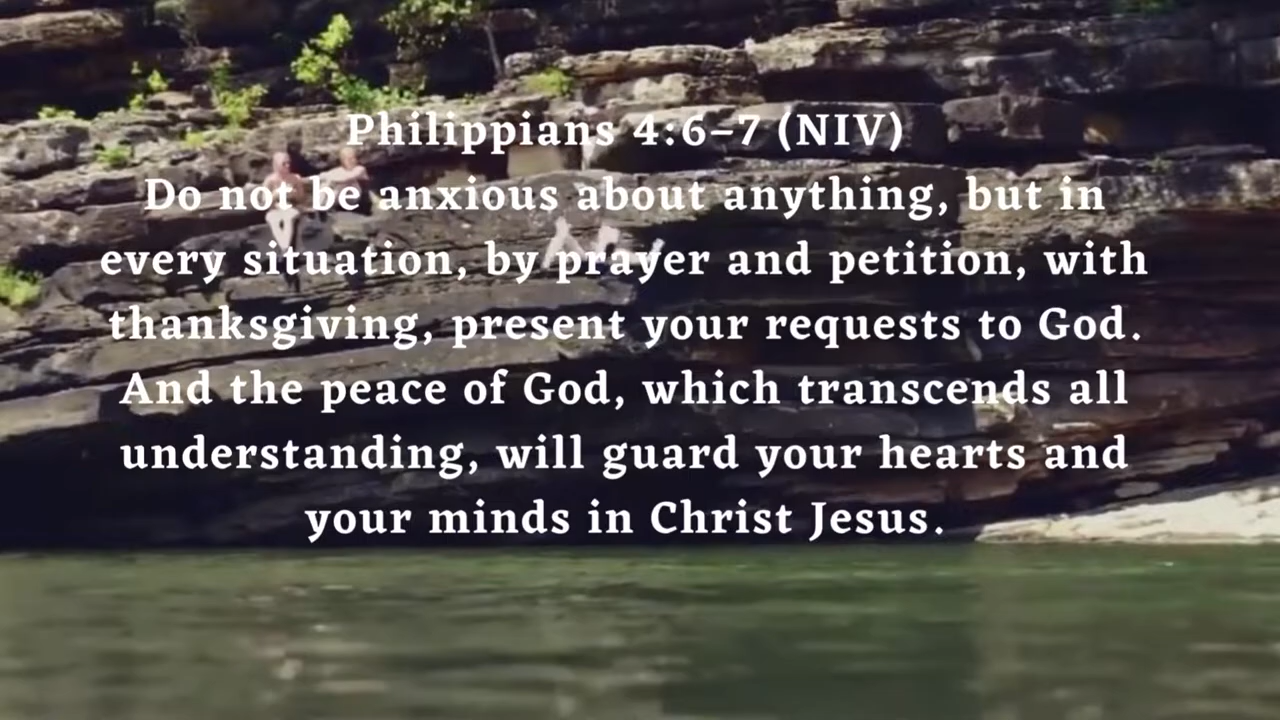 Philippians 4:6–7 (NIV)
Do not be anxious about anything, but in
every situation, by prayer and petition, with
thanksgiving, present your requests to God.
And the peace of God, which transcends all
understanding, will guard your hearts and
your minds in Christ Jesus.